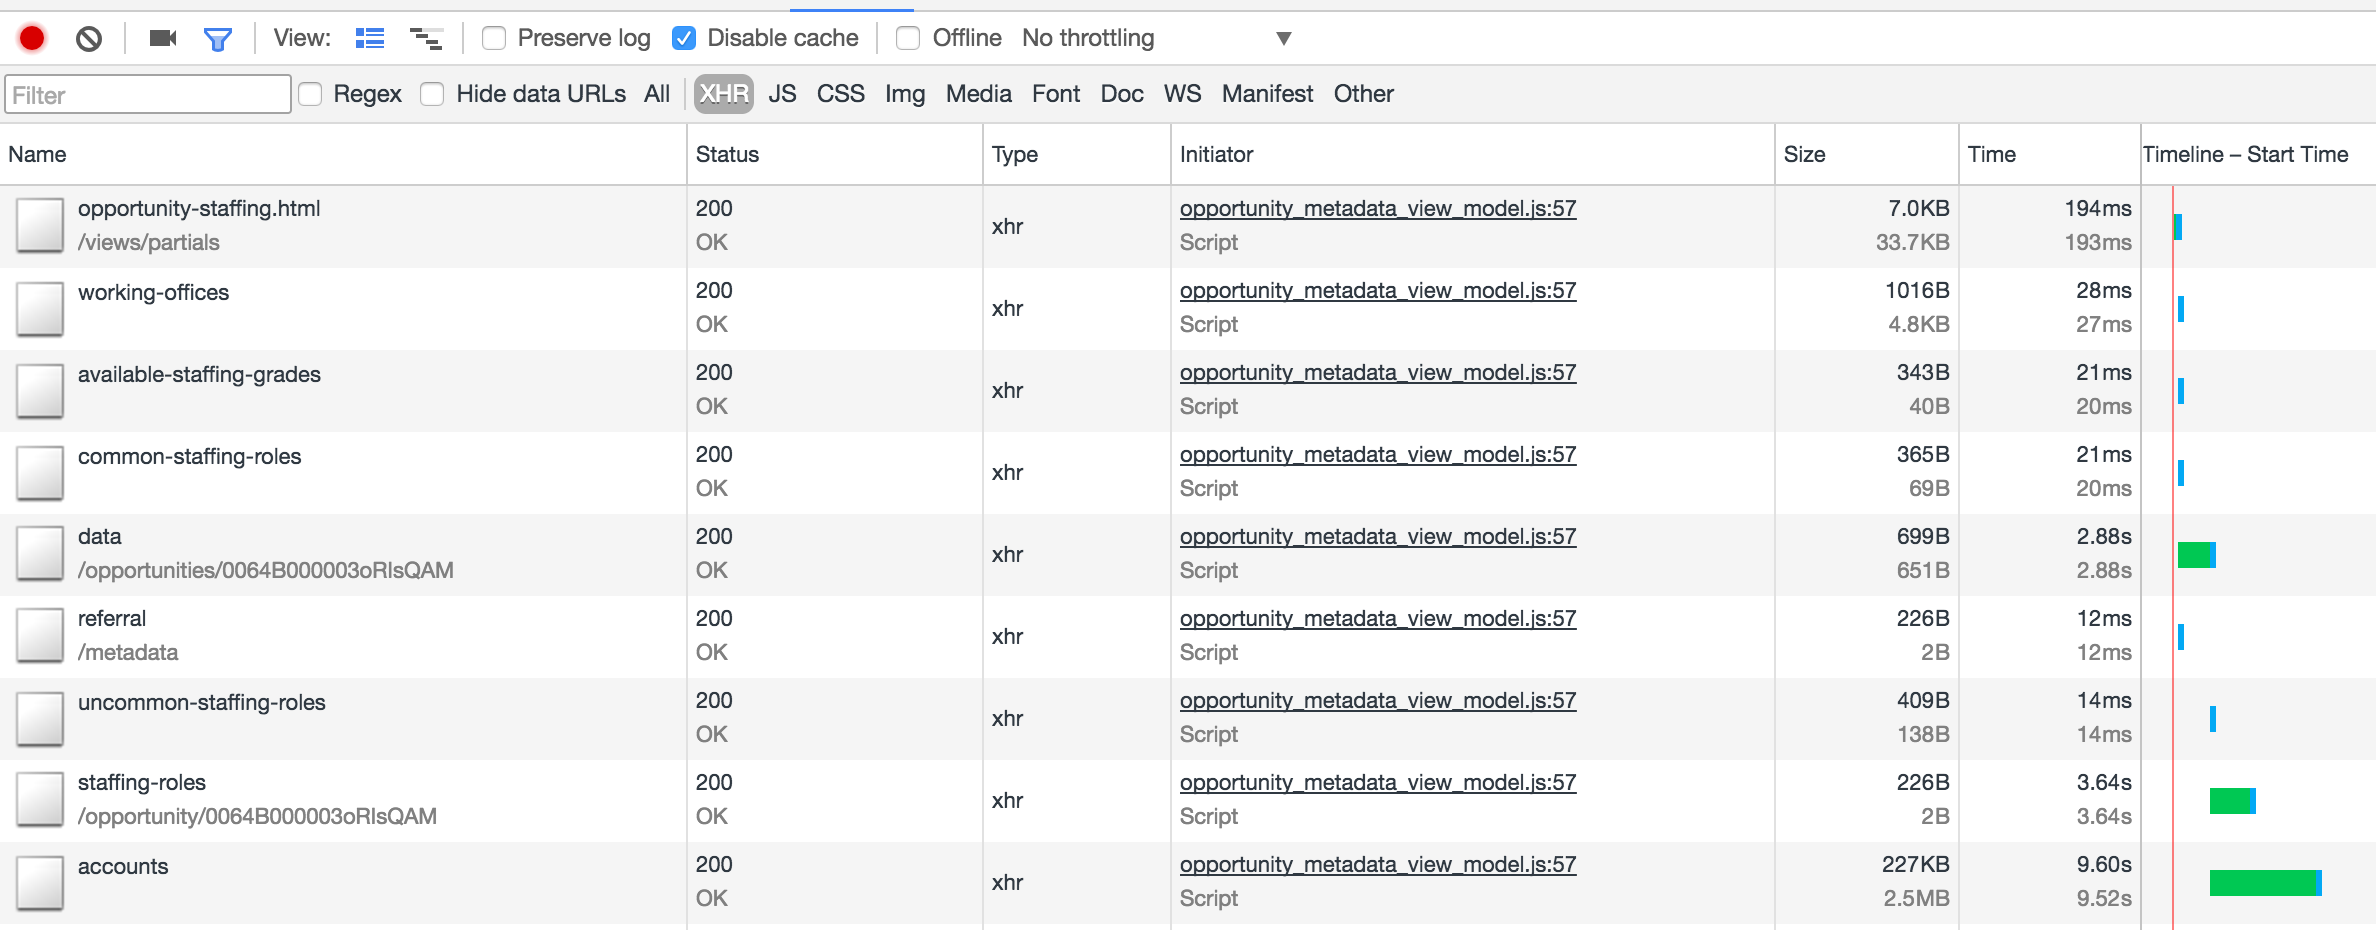 View: Preserve log Disable cache Offline No throttling
Filter Regex Hide data URLs All XHR JS CSS Img Media Font Doc WS Manifest Other
Name Status Type Initiator Size Time Timeline – Start Time
opportunity-staffing.html 200 xhr opportunity_metadata_view_model.js:57 7.0KB 194ms
/views/partials OK Script 33.7KB 193ms
working-offices 200 xhr opportunity_metadata_view_model.js:57 1016B 28ms
OK Script 4.8KB 27ms
available-staffing-grades 200 xhr opportunity_metadata_view_model.js:57 343B 21ms
OK Script 40B 20ms
common-staffing-roles 200 xhr opportunity_metadata_view_model.js:57 365B 21ms
OK Script 69B 20ms
data 200 xhr opportunity_metadata_view_model.js:57 699B 2.88s
/opportunities/0064B000003oRlsQAM OK Script 651B 2.88s
referral 200 xhr opportunity_metadata_view_model.js:57 226B 12ms
/metadata OK Script 2B 12ms
uncommon-staffing-roles 200 xhr opportunity_metadata_view_model.js:57 409B 14ms
OK Script 138B 14ms
staffing-roles 200 xhr opportunity_metadata_view_model.js:57 226B 3.64s
/opportunity/0064B000003oRlsQAM OK Script 2B 3.64s
accounts 200 xhr opportunity_metadata_view_model.js:57 227KB 9.60s
OK Script 2.5MB 9.52s